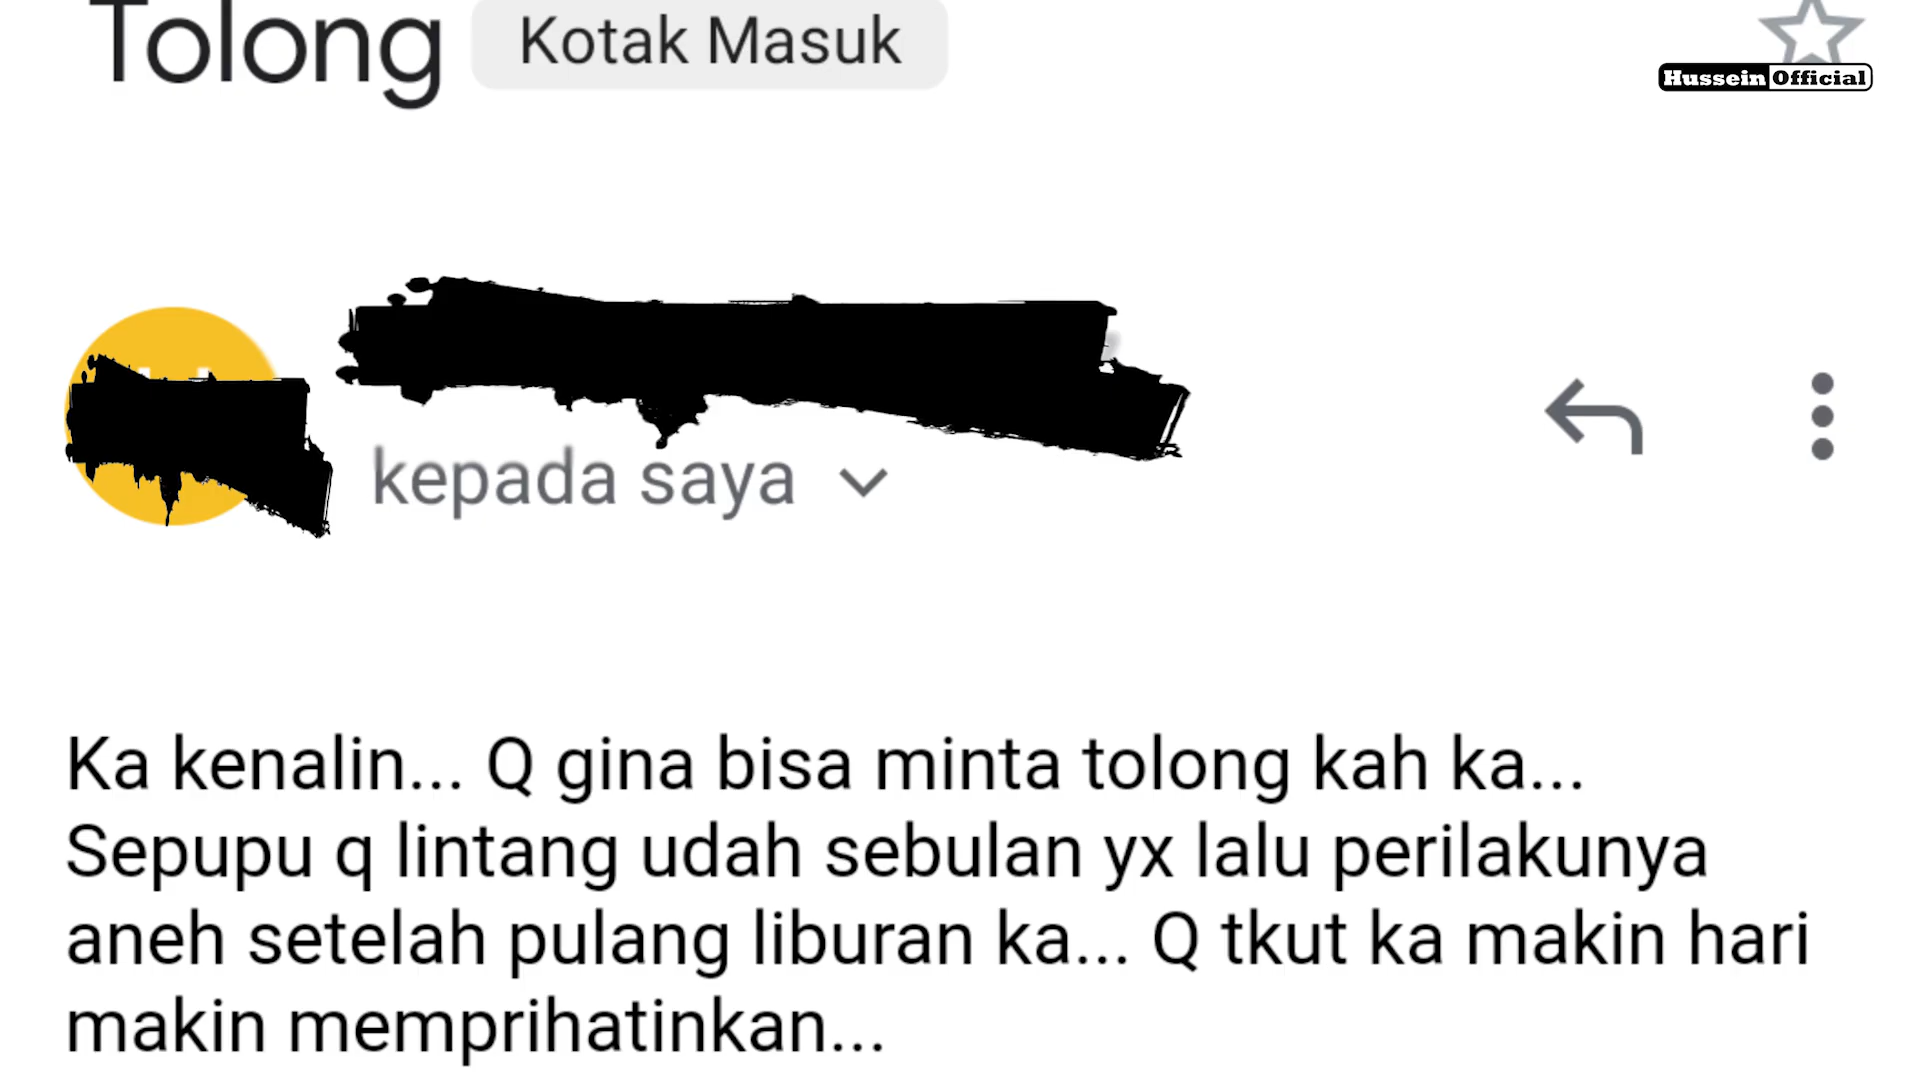 Tolong Kotak Masuk
Hussein Official
kepada saya
Ka kenalin... Q gina bisa minta tolong kah ka...
Sepupu q lintang udah sebulan yx lalu perilakunya
aneh setelah pulang liburan ka... Q tkut ka makin hari
makin memprihatinkan...